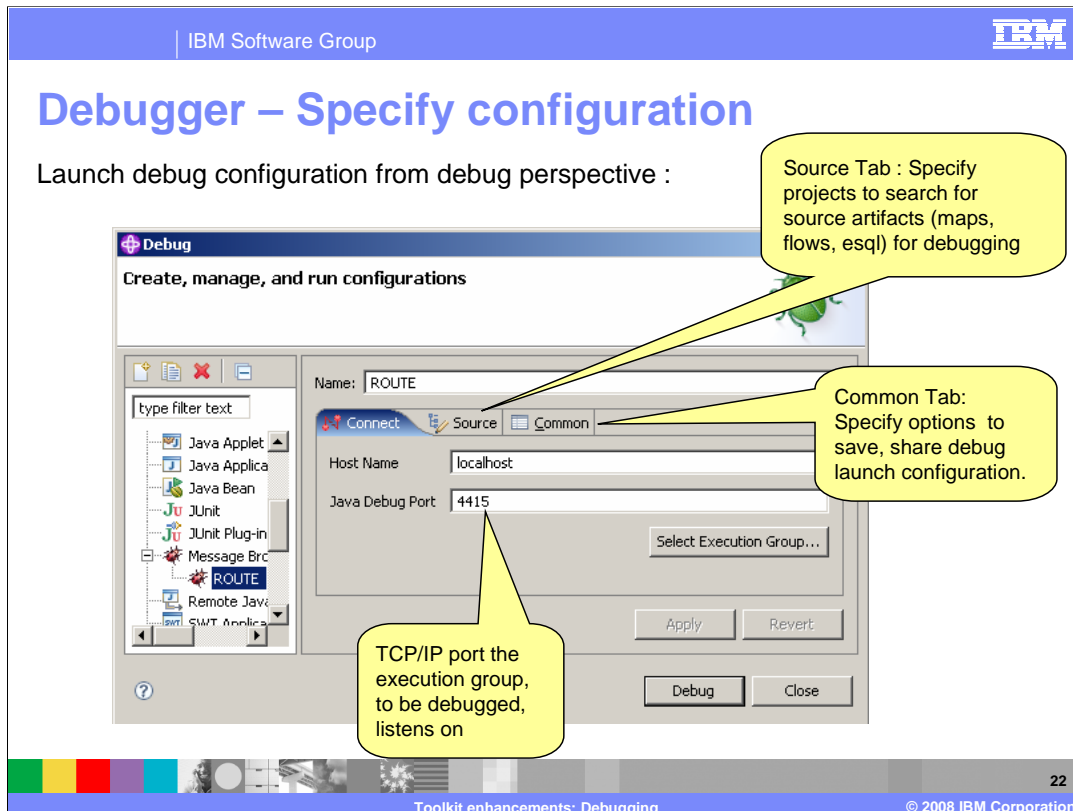 IBM Software Group
IBM
Debugger – Specify configuration
Launch debug configuration from debug perspective :
Source Tab : Specify
projects to search for
source artifacts (maps,
flows, esql) for debugging
Debug
Create, manage, and run configurations
type filter text
Java Applet
Java Applica
Java Bean
JUnit
JUnit Plug-in
Message Brc
ROUTE
Remote Java
SWT Applica
Name: ROUTE
Connect
Source
Common
Host Name
localhost
Java Debug Port
4415
Select Execution Group...
Apply
Revert
Debug
Close
Common Tab:
Specify options to
save, share debug
launch configuration.
TCP/IP port the
execution group,
to be debugged,
listens on
22
Toolkit enhancements: Debugging
© 2008 IBM Corporation